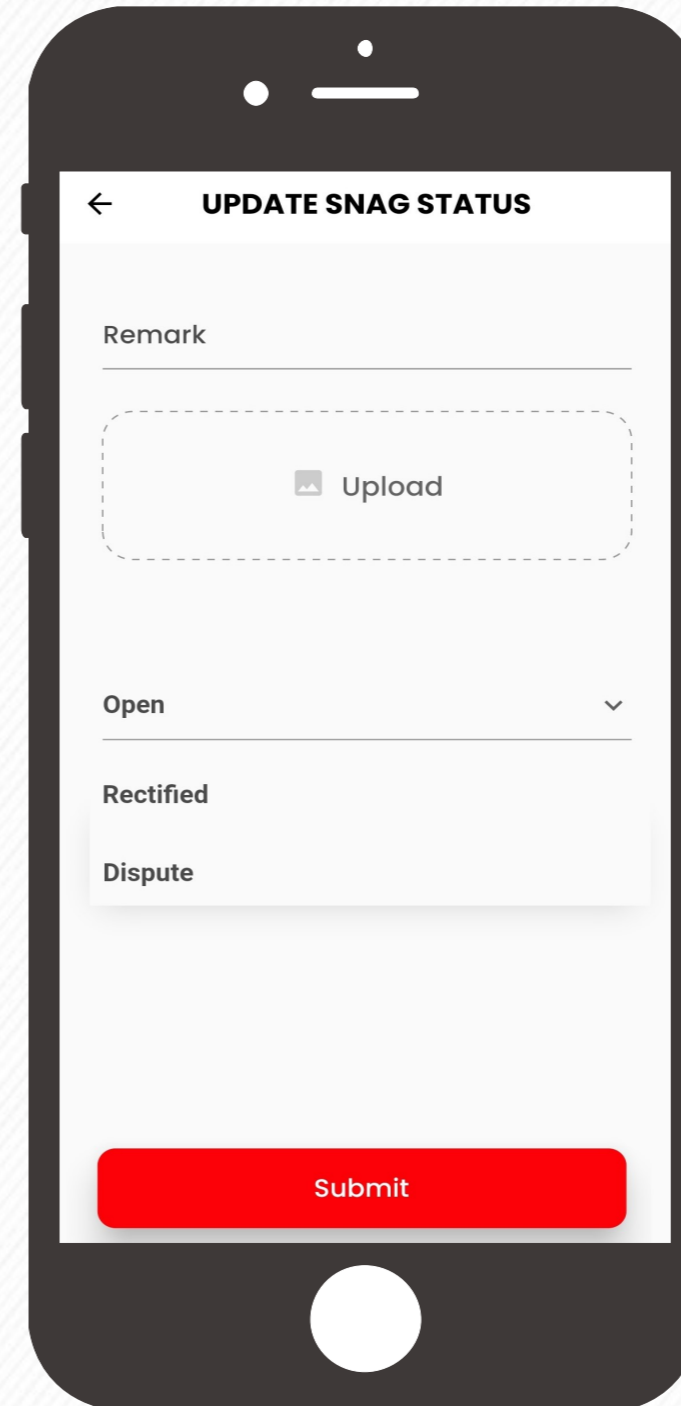 UPDATE SNAG STATUS
Remark
Upload
Open
Rectified
Dispute
Submit